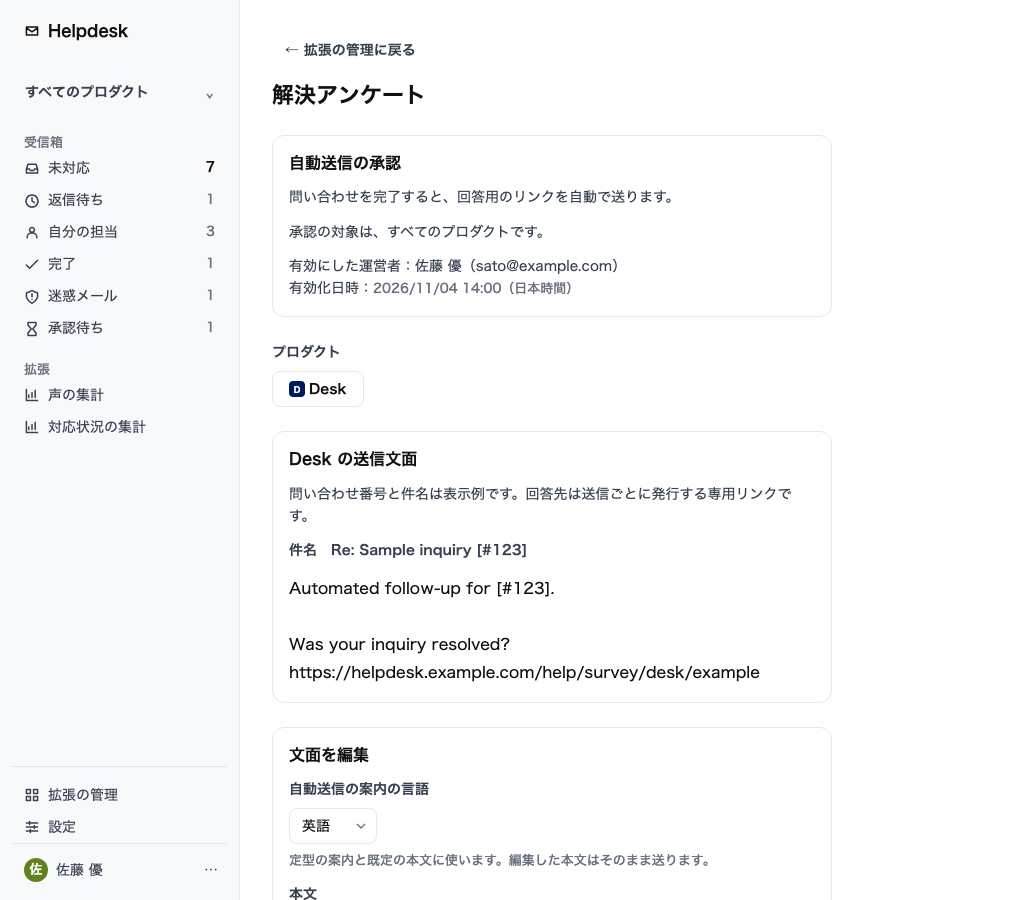 Helpdesk
すべてのプロダクト
受信箱
未対応 7
返信待ち 1
自分の担当 3
完了 1
迷惑メール 1
承認待ち 1
拡張
声の集計
対応状況の集計
拡張の管理
設定
佐 佐藤 優 …
← 拡張の管理に戻る
解決アンケート
自動送信の承認
問い合わせを完了すると、回答用のリンクを自動で送ります。
承認の対象は、すべてのプロダクトです。
有効にした運営者：佐藤 優（sato@example.com）
有効化日時：2026/11/04 14:00（日本時間）
プロダクト
D Desk
Desk の送信文面
問い合わせ番号と件名は表示例です。回答先は送信ごとに発行する専用リンクで
す。
件名 Re: Sample inquiry [#123]
Automated follow-up for [#123].
Was your inquiry resolved?
https://helpdesk.example.com/help/survey/desk/example
文面を編集
自動送信の案内の言語
英語
定型の案内と既定の本文に使います。編集した本文はそのまま送ります。
本文